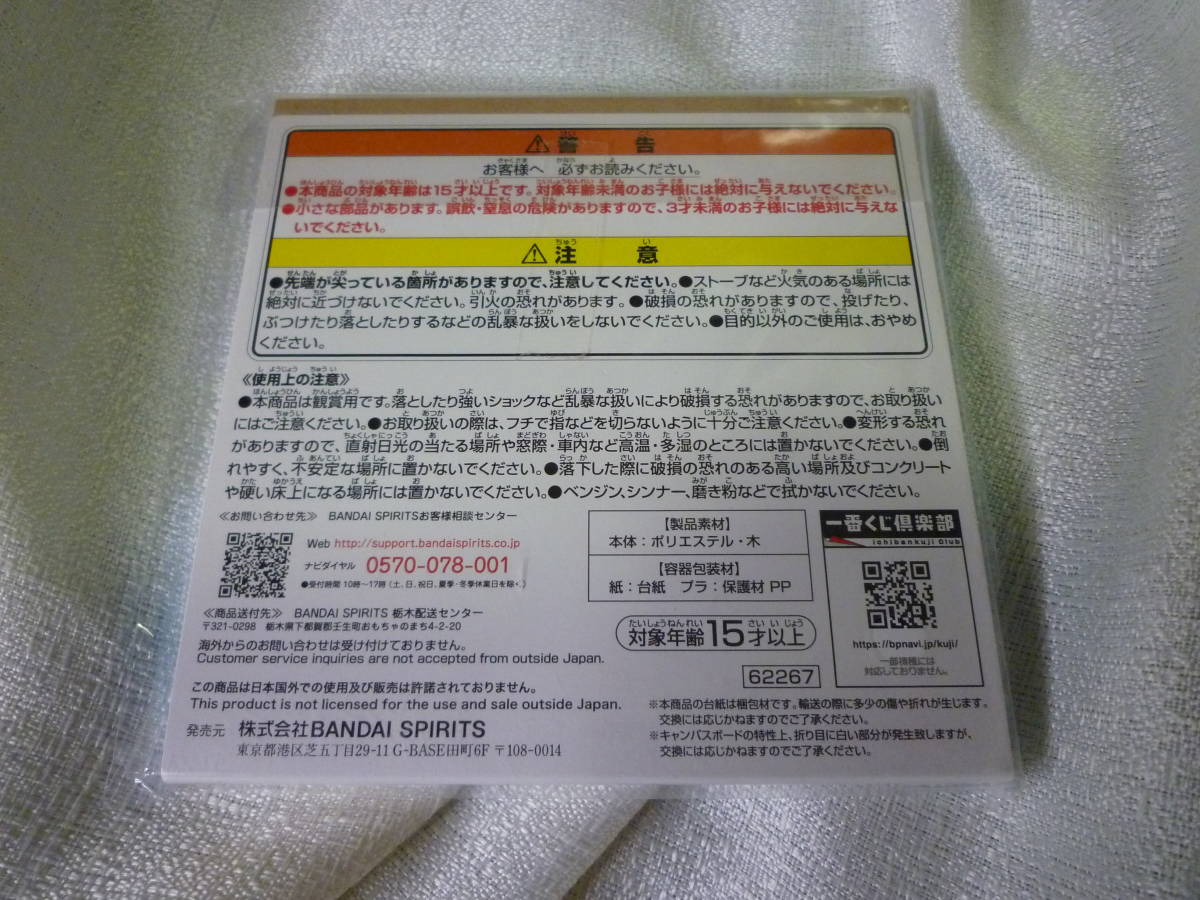 ⚠警告
お客様へ 必ずお読みください。
●本商品の対象年齢は15才以上です。対象年齢未満のお子様には絶対に与えないでください。
●小さな部品があります。誤飲・窒息の危険がありますので、3才未満のお子様には絶対に与えな
いでください。
⚠注意
●先端が尖っている箇所がありますので、注意してください。●ストーブなど火気のある場所には
絶対に近づけないでください。引火の恐れがあります。●破損の恐れがありますので、投げたり、
ぶつけたり落としたりするなどの乱暴な扱いをしないでください。●目的以外のご使用は、おやめ
ください。
《使用上の注意》
●本商品は観賞用です。落としたり強いショックなど乱暴な扱いにより破損する恐れがありますので、お取り扱い
にはご注意ください。●お取り扱いの際は、フチで指などを切らないように十分ご注意ください。●変形する恐れ
がありますので、直射日光の当たる場所や窓際・車内など高温・多湿のところには置かないでください。●倒
れやすく、不安定な場所に置かないでください。●落下した際に破損の恐れのある高い場所及びコンクリート
や硬い床上になる場所には置かないでください。●ベンジン、シンナー、磨き粉などで拭かないでください。
≪お問い合わせ先≫ BANDAI SPIRITSお客様相談センター
Web http://support.bandaispirits.co.jp
ナビダイヤル 0570-078-001
●受付時間 10時〜17時 (土、日、祝日、夏季・冬季休業日を除く。)
≪商品送付先≫ BANDAI SPIRITS 栃木配送センター
〒321-0298 栃木県下都賀郡壬生町おもちゃのまち4-2-20
海外からのお問い合わせは受け付けておりません。
Customer service inquiries are not accepted from outside Japan.
この商品は日本国外での使用及び販売は許諾されておりません。
This product is not licensed for the use and sale outside Japan.
発売元 株式会社BANDAI SPIRITS
東京都港区芝五丁目29-11 G-BASE田町6F 〒108-0014
【製品素材】
本体：ポリエステル・木
【容器包装材】
紙：台紙 プラ：保護材 PP
対象年齢15才以上
62267
一番くじ倶楽部
ichibankuji Club
https://bpnavi.jp/kuji/
一部機種には
対応しておりません。
※本商品の台紙は梱包材です。輸送の際に多少の傷や折れが生じます。
交換には応じかねますのでご了承ください。
※キャンバスボードの特性上、折り目に白い部分が発生致しますが、
交換には応じかねますのでご了承ください。